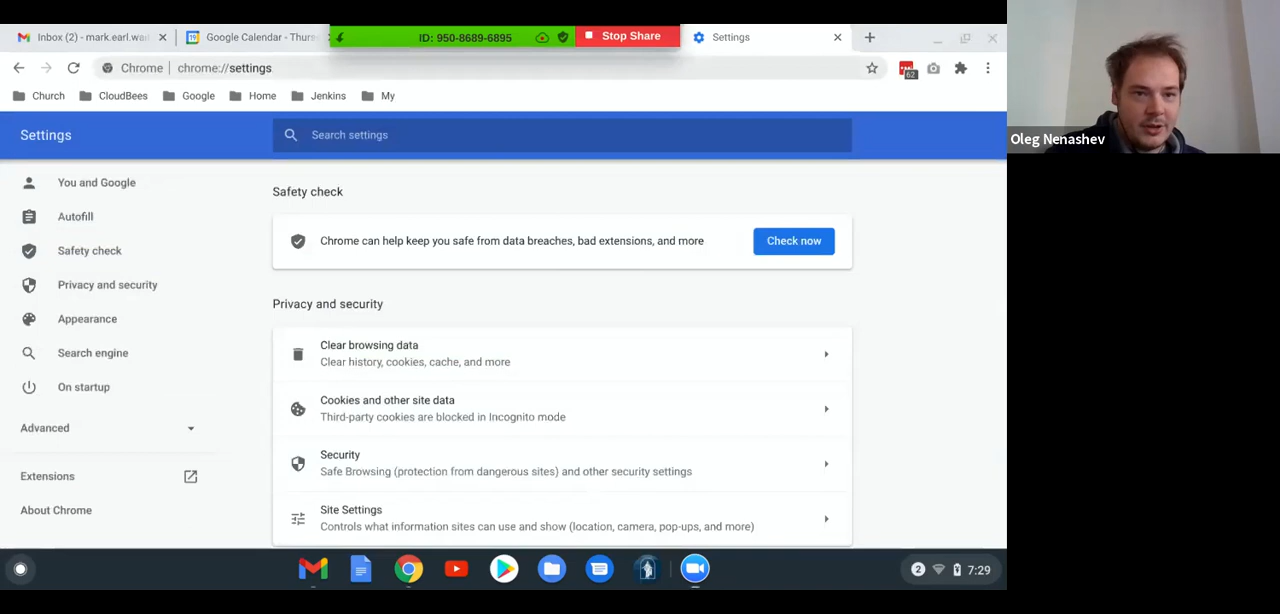 Inbox (2) - mark.earl.wai
Google Calendar - Thurse
ID: 950-8689-6895
Stop Share
Settings
Chrome
chrome://settings
62
Church
CloudBees
Google
Home
Jenkins
My
Oleg Nenashev
Settings
Search settings
You and Google
Autofill
Safety check
Privacy and security
Appearance
Search engine
On startup
Advanced
Extensions
About Chrome
Safety check
Chrome can help keep you safe from data breaches, bad extensions, and more
Check now
Privacy and security
Clear browsing data
Clear history, cookies, cache, and more
Cookies and other site data
Third-party cookies are blocked in Incognito mode
Security
Safe Browsing (protection from dangerous sites) and other security settings
Site Settings
Controls what information sites can use and show (location, camera, pop-ups, and more)
2
7:29